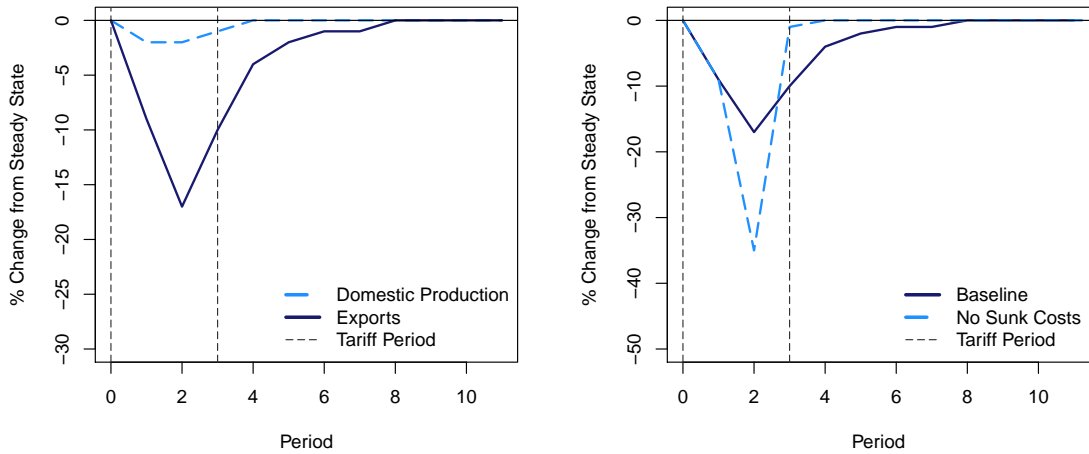 % Change from Steady State
0
−5
−10
−15
−20
−25
−30
0 2 4 6 8 10
Period
Domestic Production
Exports
Tariff Period
% Change from Steady State
0
−10
−20
−30
−40
−50
0 2 4 6 8 10
Period
Baseline
No Sunk Costs
Tariff Period